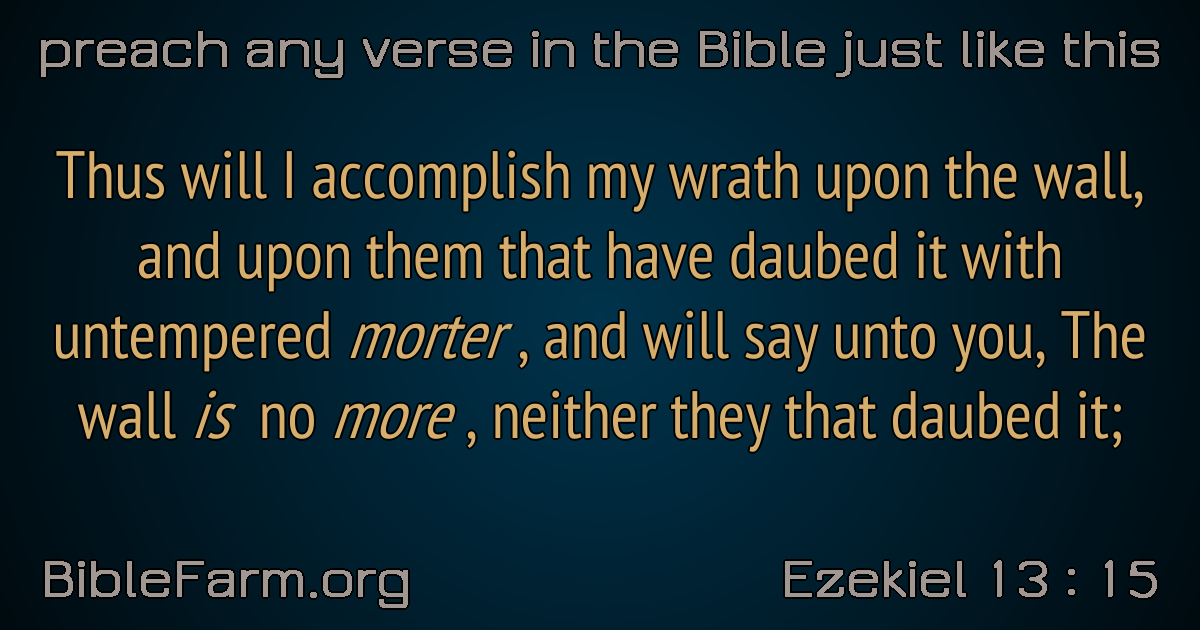 preach any verse in the Bible just like this
Thus will I accomplish my wrath upon the wall,
and upon them that have daubed it with
untempered morter , and will say unto you, The
wall is no more , neither they that daubed it;
BibleFarm.org
Ezekiel 13 : 15